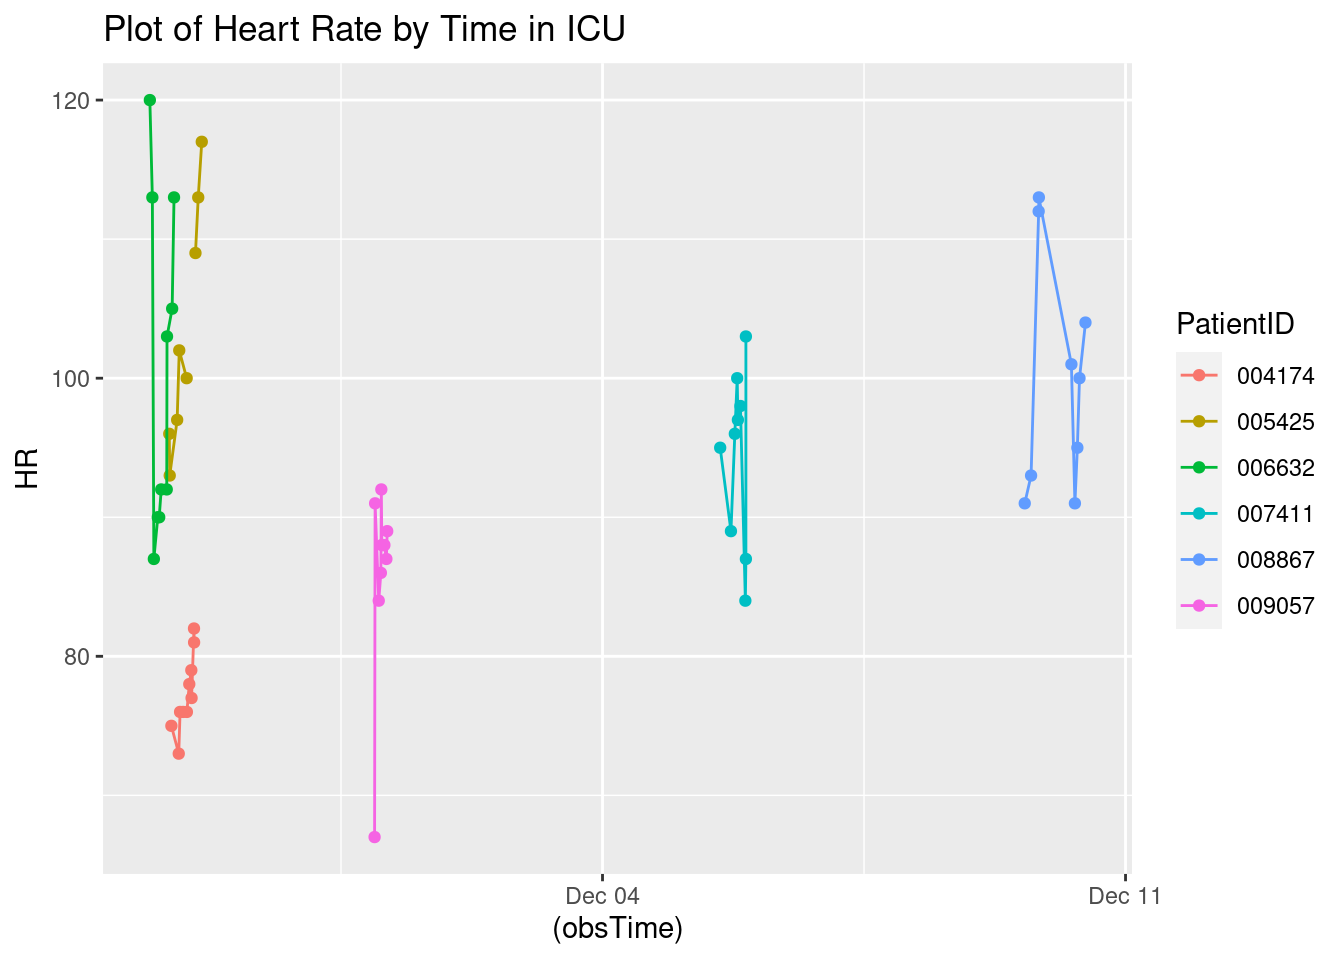 Plot of Heart Rate by Time in ICU
120
100
80
HR
Dec 04
Dec 11
(obsTime)
PatientID
004174
005425
006632
007411
008867
009057